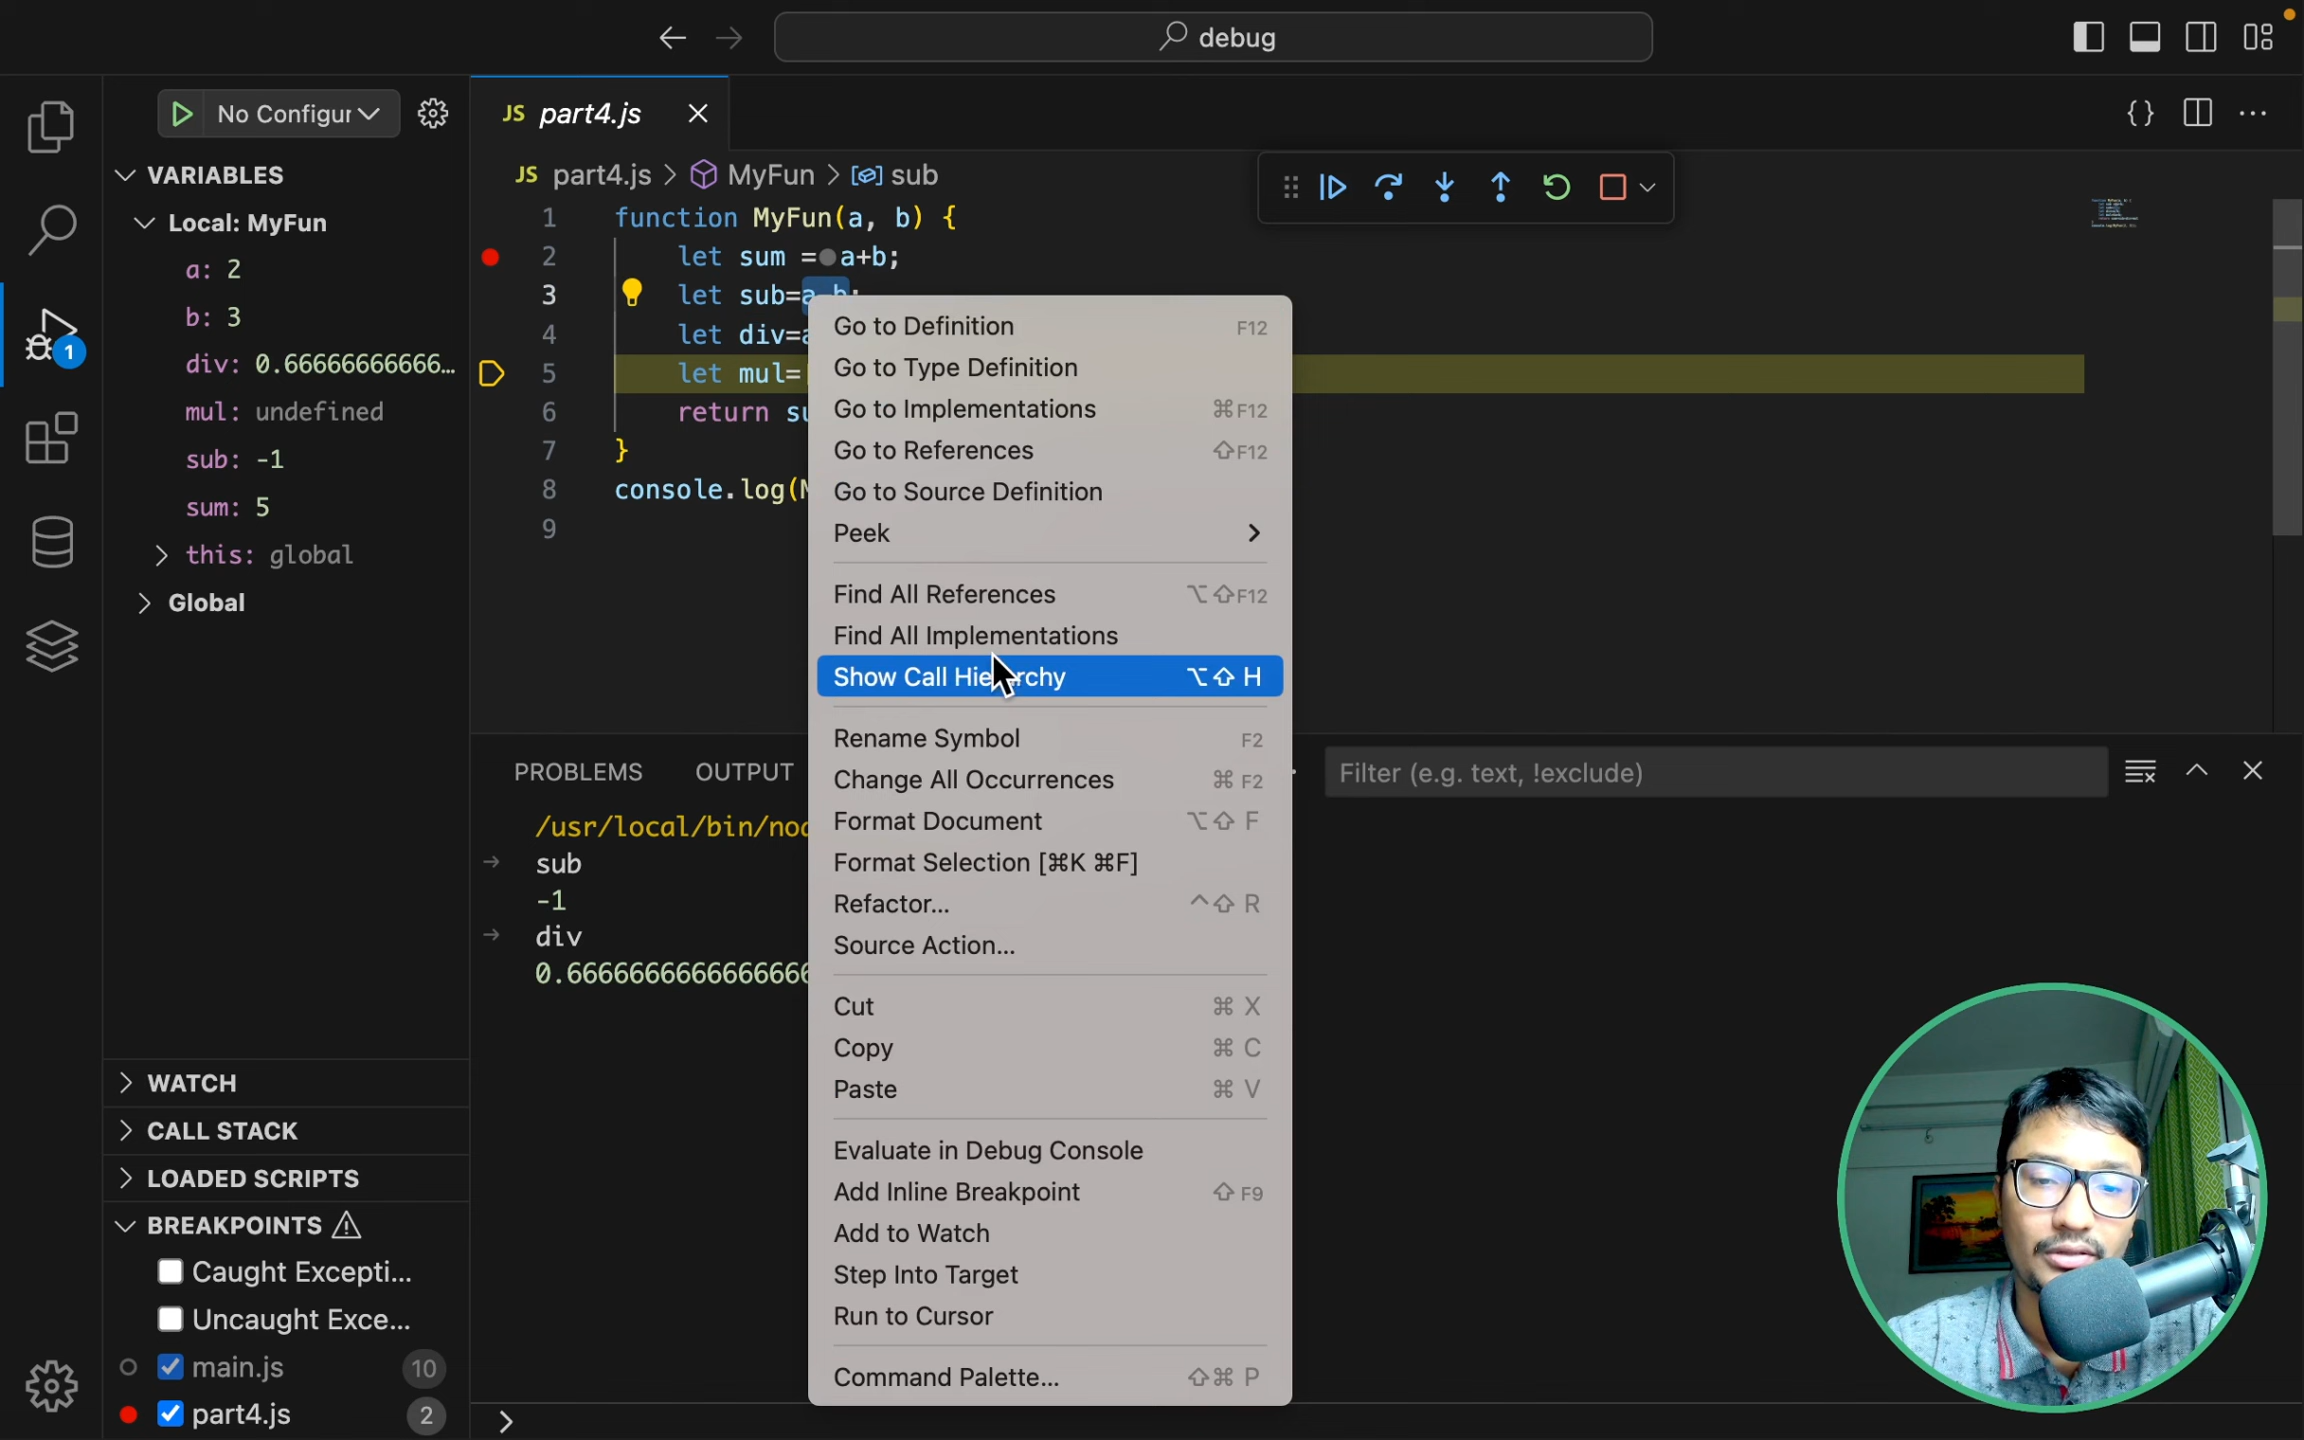 debug
No Configur
VARIABLES
Local: MyFun
a: 2
b: 3
div: 0.66666666666…
mul: undefined
sub: -1
sum: 5
this: global
Global
WATCH
CALL STACK
LOADED SCRIPTS
BREAKPOINTS
Caught Excepti...
Uncaught Exce...
main.js 10
part4.js 2
JS part4.js
JS part4.js > MyFun > sub
1 function MyFun(a, b) {
2 let sum = a+b;
3 let sub=a-b;
4 let div=a
5 let mul=
6 return su
7 }
8 console.log(M
9
Go to Definition F12
Go to Type Definition
Go to Implementations ⌘F12
Go to References ⇧F12
Go to Source Definition
Peek
Find All References ⌥⇧F12
Find All Implementations
Show Call Hierarchy ⌥⇧ H
Rename Symbol F2
Change All Occurrences ⌘ F2
Format Document ⌥⇧ F
Format Selection [⌘K ⌘F]
Refactor... ^⇧ R
Source Action...
Cut ⌘ X
Copy ⌘ C
Paste ⌘ V
Evaluate in Debug Console
Add Inline Breakpoint ⇧ F9
Add to Watch
Step Into Target
Run to Cursor
Command Palette... ⇧⌘ P
PROBLEMS OUTPUT
Filter (e.g. text, !exclude)
/usr/local/bin/nod
sub
-1
div
0.6666666666666666
1